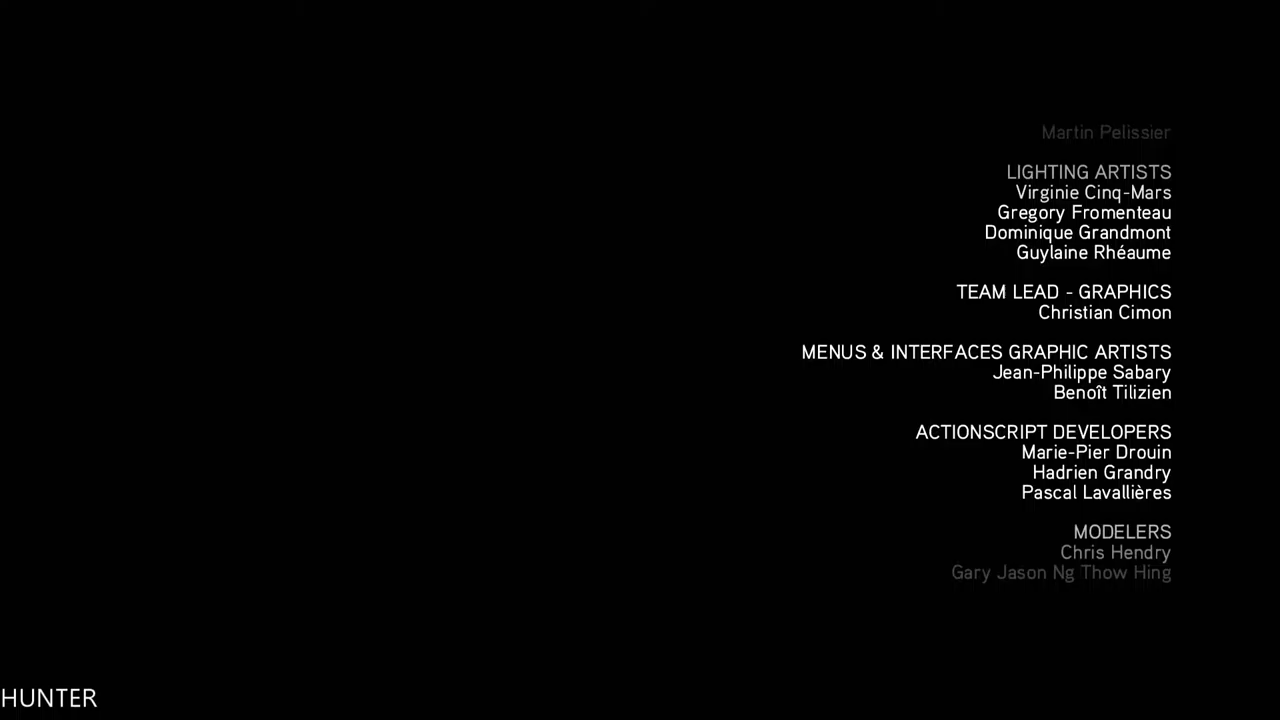 Martin Pelissier
LIGHTING ARTISTS
Virginie Cinq-Mars
Gregory Fromenteau
Dominique Grandmont
Guylaine Rhéaume
TEAM LEAD - GRAPHICS
Christian Cimon
MENUS & INTERFACES GRAPHIC ARTISTS
Jean-Philippe Sabary
Benoît Tilizien
ACTIONSCRIPT DEVELOPERS
Marie-Pier Drouin
Hadrien Grandry
Pascal Lavallières
MODELERS
Chris Hendry
Gary Jason Ng Thow Hing
HUNTER